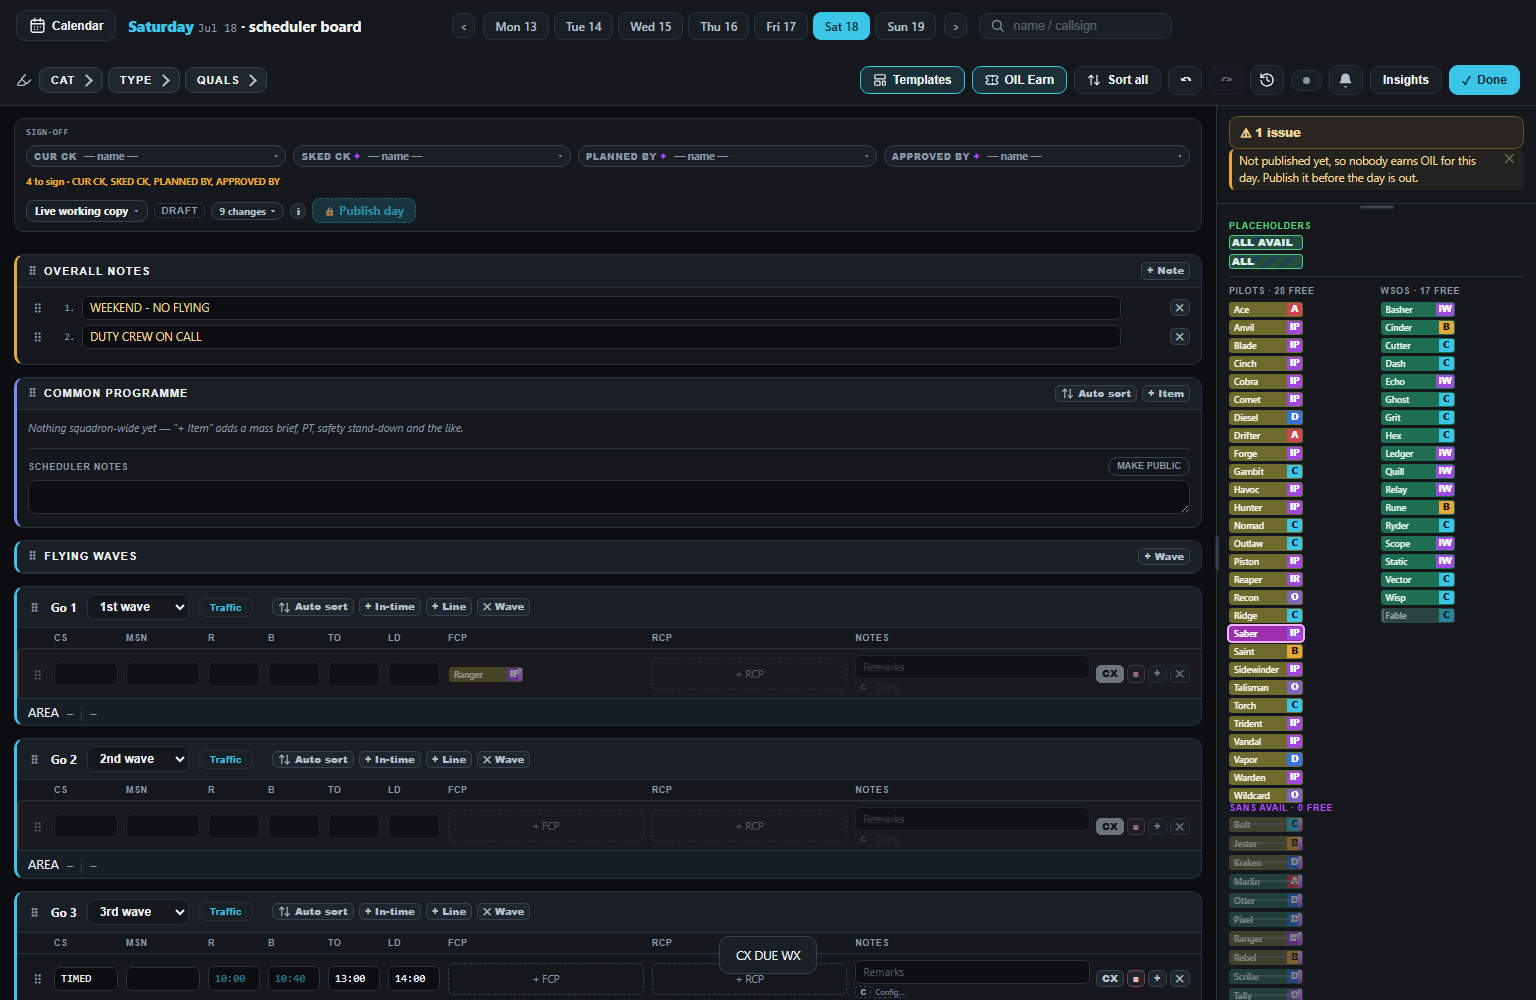 Calendar
Saturday Jul 18 · scheduler board
‹ Mon 13 Tue 14 Wed 15 Thu 16 Fri 17 Sat 18 Sun 19 ›
name / callsign
CAT TYPE QUALS
Templates OIL Earn Sort all Insights ✓ Done
SIGN-OFF
CUR CK — name — SKED CK ✦ — name — PLANNED BY ✦ — name — APPROVED BY ✦ — name —
4 to sign · CUR CK, SKED CK, PLANNED BY, APPROVED BY
Live working copy DRAFT 9 changes i Publish day
OVERALL NOTES + Note
1. WEEKEND - NO FLYING ✕
2. DUTY CREW ON CALL ✕
COMMON PROGRAMME Auto sort + Item
Nothing squadron-wide yet — "+ Item" adds a mass brief, PT, safety stand-down and the like.
SCHEDULER NOTES MAKE PUBLIC
FLYING WAVES + Wave
Go 1 1st wave Traffic Auto sort + In-time + Line ✕ Wave
CS MSN R B TO LD FCP RCP NOTES
Ranger IP + RCP Remarks CX + ✕
C Config...
AREA – –
Go 2 2nd wave Traffic Auto sort + In-time + Line ✕ Wave
CS MSN R B TO LD FCP RCP NOTES
+ FCP + RCP Remarks CX + ✕
C Config...
AREA – –
Go 3 3rd wave Traffic Auto sort + In-time + Line ✕ Wave
CS MSN R B TO LD FCP RCP NOTES
TIMED 10:00 10:40 13:00 14:00 + FCP + RCP Remarks CX + ✕
C Config...
CX DUE WX
⚠ 1 issue
Not published yet, so nobody earns OIL for this
day. Publish it before the day is out.
PLACEHOLDERS
ALL AVAIL
ALL
PILOTS · 28 FREE
Ace A
Anvil IP
Blade IP
Cinch IP
Cobra IP
Comet IP
Diesel D
Drifter A
Forge IP
Gambit C
Havoc IP
Hunter IP
Nomad C
Outlaw C
Piston IP
Reaper IR
Recon O
Ridge C
Saber IP
Saint B
Sidewinder IP
Talisman O
Torch C
Trident IP
Vandal IP
Vapor D
Warden IP
Wildcard O
WSOS · 17 FREE
Basher IW
Cinder B
Cutter C
Dash C
Echo IW
Ghost C
Grit C
Hex C
Ledger IW
Quill IW
Relay IW
Rune B
Ryder C
Scope IW
Static IW
Vector C
Wisp C
Fable C
SANS AVAIL · 0 FREE
Bolt C
Jester B
Kraken D
Marlin A
Otter D
Pixel D
Ranger IP
Rebel B
Scribe D
Tally O